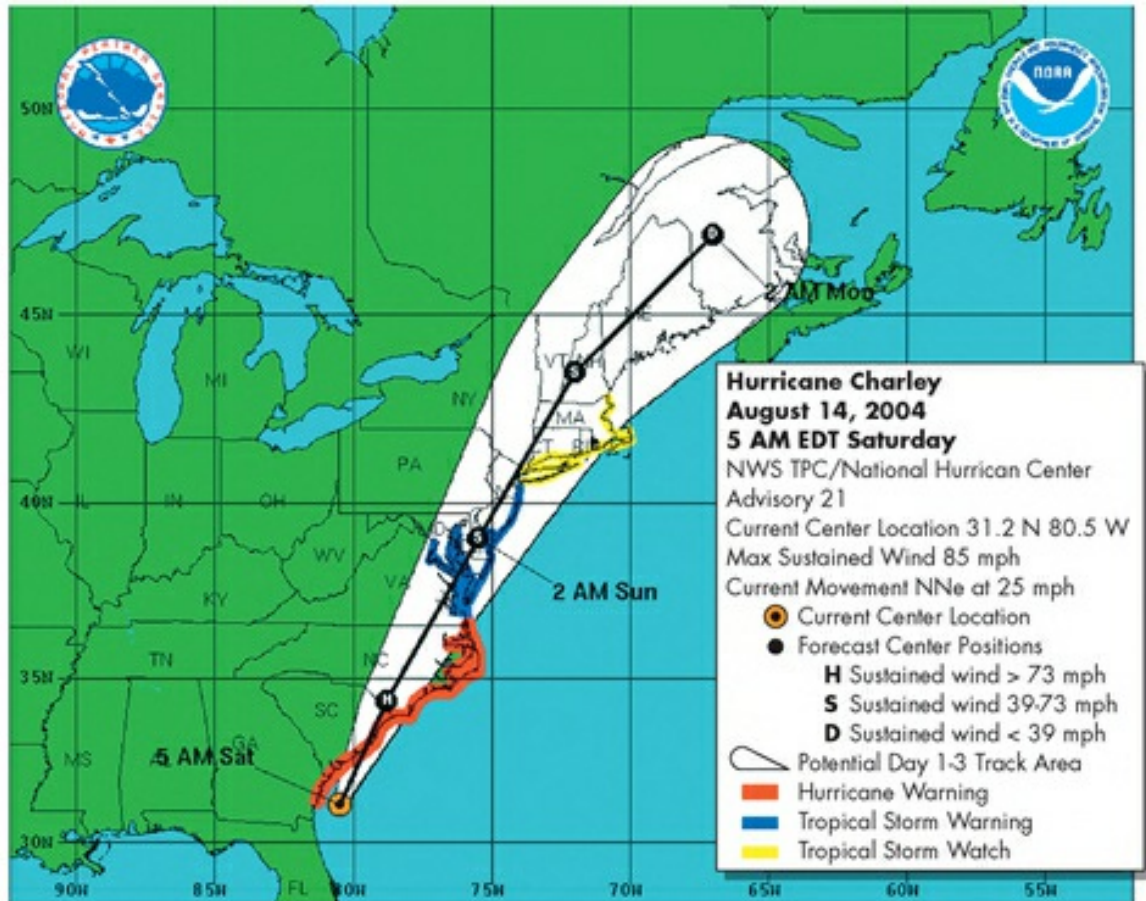 NOAA
50N
45N
2 AM Mon
ME
WI
VT
NH
MI
NY
MA
CT
RI
PA
40N
IL
IN
OH
MD
WV
2 AM Sun
VA
KY
35N
TN
NC
SC
GA
5 AM Sat
MS
AL
30N
FL
90W
85W
80W
75W
70W
65W
60W
55W
Hurricane Charley
August 14, 2004
5 AM EDT Saturday
NWS TPC/National Hurrican Center
Advisory 21
Current Center Location 31.2 N 80.5 W
Max Sustained Wind 85 mph
Current Movement NNe at 25 mph
Current Center Location
Forecast Center Positions
H Sustained wind > 73 mph
S Sustained wind 39-73 mph
D Sustained wind < 39 mph
Potential Day 1-3 Track Area
Hurricane Warning
Tropical Storm Warning
Tropical Storm Watch
D
S
S
H